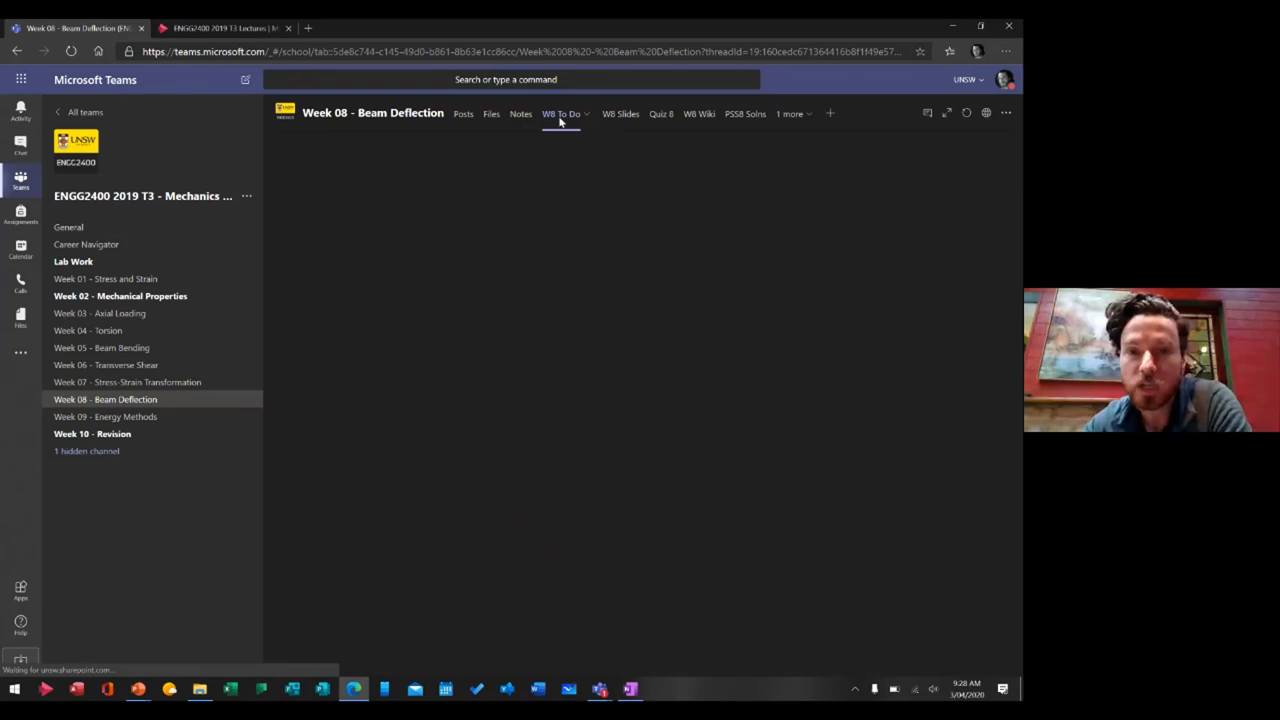 Week 08 - Beam Deflection (EN
ENGG2400 2019 T3 Lectures | M
https://teams.microsoft.com/_#/school/tab::5de8c744-c145-49d0-b861-8b63e1cc86cc/Week%2008%20-%20Beam%20Deflection?threadId=19:160cedc671364416b8f1f49e57...
Microsoft Teams
Search or type a command
UNSW
Activity
Chat
Teams
Assignments
Calendar
Calls
Files
Apps
Help
All teams
UNSW
ENGG2400
ENGG2400 2019 T3 - Mechanics ...
General
Career Navigator
Lab Work
Week 01 - Stress and Strain
Week 02 - Mechanical Properties
Week 03 - Axial Loading
Week 04 - Torsion
Week 05 - Beam Bending
Week 06 - Transverse Shear
Week 07 - Stress-Strain Transformation
Week 08 - Beam Deflection
Week 09 - Energy Methods
Week 10 - Revision
1 hidden channel
Week 08 - Beam Deflection Posts Files Notes W8 To Do W8 Slides Quiz 8 W8 Wiki PSS8 Solns 1 more
Waiting for unsw.sharepoint.com...
9:28 AM
3/04/2020